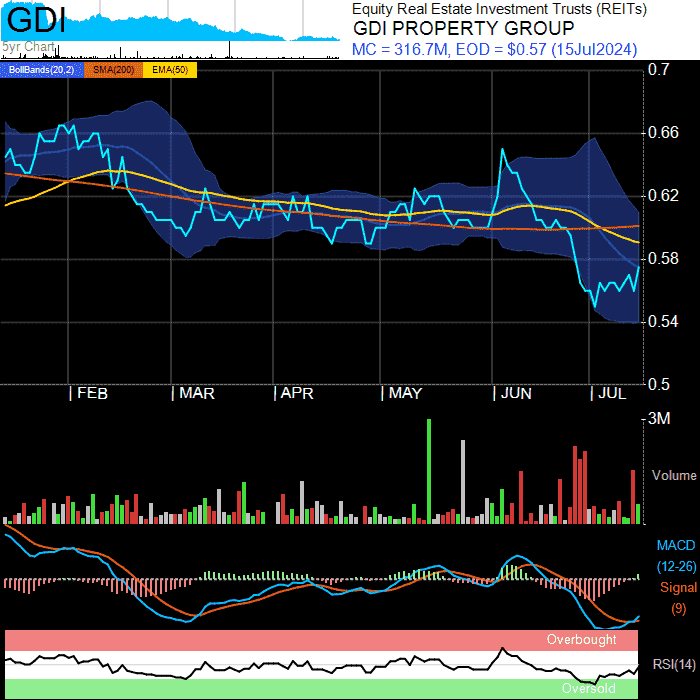 GDI
5yr Chart
Equity Real Estate Investment Trusts (REITs)
GDI PROPERTY GROUP
MC = 316.7M, EOD = $0.57 (15Jul2024)
BollBands(20,2) SMA(200) EMA(50)
0.7
0.66
0.62
0.58
0.54
0.5
FEB MAR APR MAY JUN JUL
3M
Volume
MACD
(12-26)
Signal
(9)
Overbought
RSI(14)
Oversold